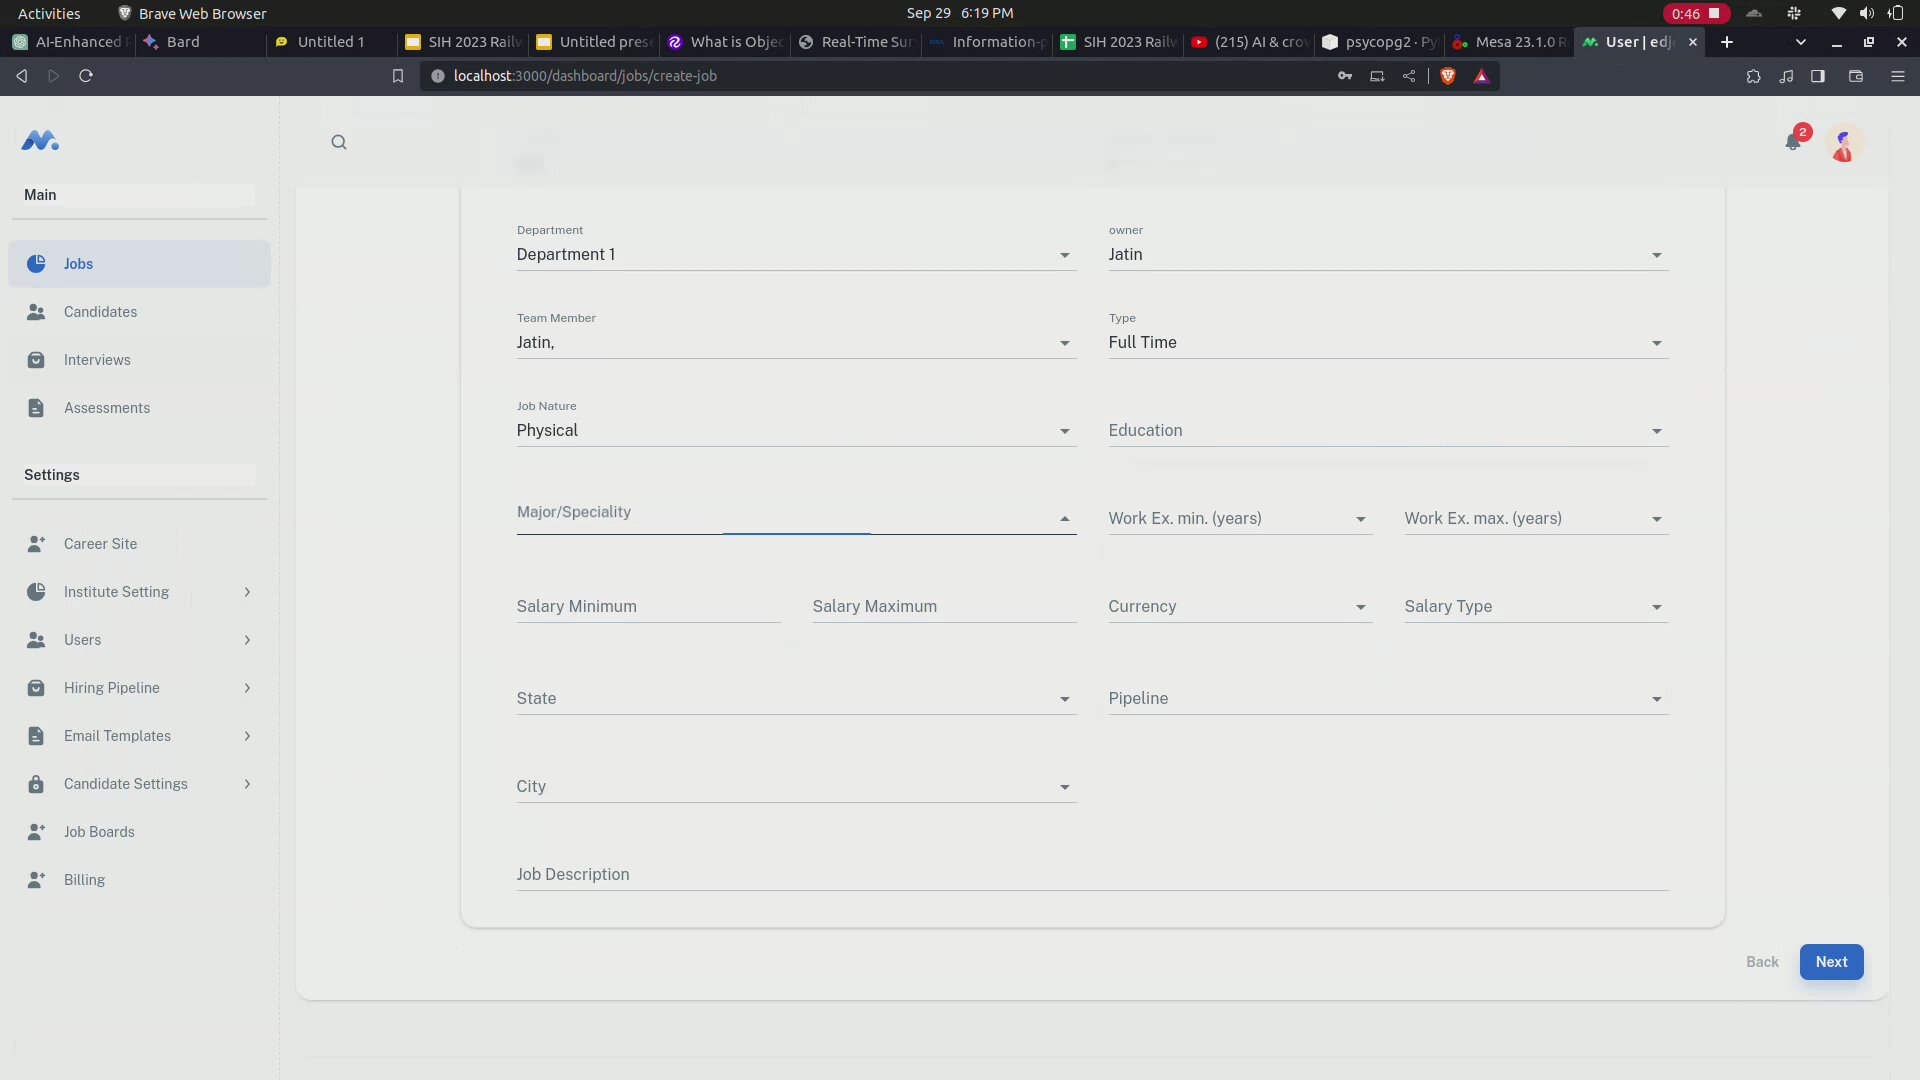 Activities
Brave Web Browser
Sep 29 6:19 PM
0:46
AI-Enhanced
Bard
Untitled 1
SIH 2023 Railw
Untitled prese
What is Objec
Real-Time Sur
Information-p
SIH 2023 Railw
(215) AI & crow
psycopg2 · Py
Mesa 23.1.0 R
User | edj
localhost:3000/dashboard/jobs/create-job
2
Main
Jobs
Candidates
Interviews
Assessments
Settings
Career Site
Institute Setting
Users
Hiring Pipeline
Email Templates
Candidate Settings
Job Boards
Billing
Department
Department 1
owner
Jatin
Team Member
Jatin,
Type
Full Time
Job Nature
Physical
Education
Major/Speciality
Work Ex. min. (years)
Work Ex. max. (years)
Salary Minimum
Salary Maximum
Currency
Salary Type
State
Pipeline
City
Job Description
Back
Next